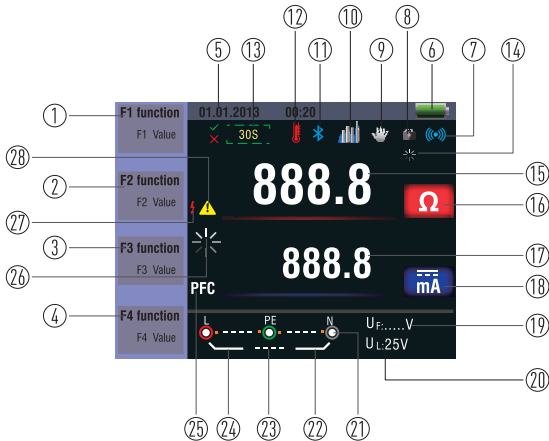 ⑫ ⑩ ⑧
⑤ ⑬ ⑪ ⑨ ⑥ ⑦ ⑭
① F1 function
F1 Value
01.01.2013 00:20
30S
㉘
② F2 function
F2 Value
888.8 ⑮
Ω ⑯
㉗
③ F3 function
F3 Value
㉖
888.8 ⑰
PFC
mA ⑱
④ F4 function
F4 Value
L PE N
UF:.....V ⑲
UL:25V
⑳
㉕ ㉔ ㉓ ㉒ ㉑